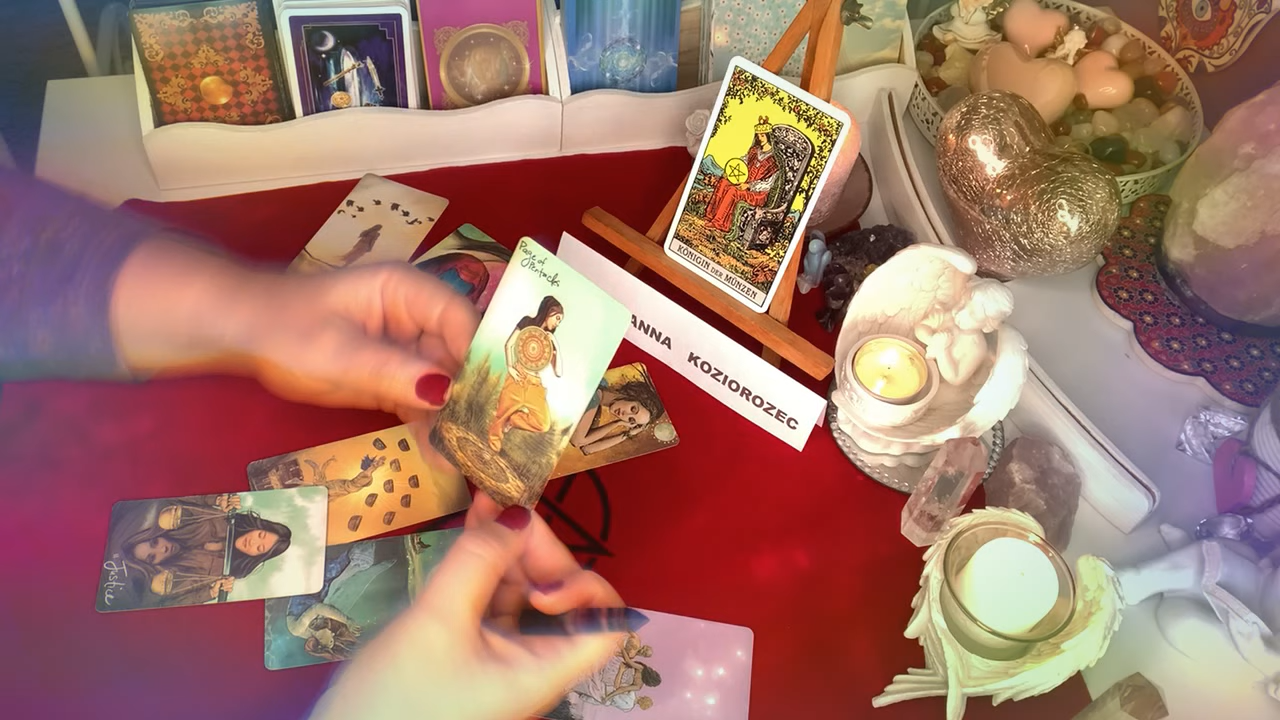 KÖNIGIN DER MÜNZEN
ANNA KOZIOROZEC
Page of
Pentacles
Justice